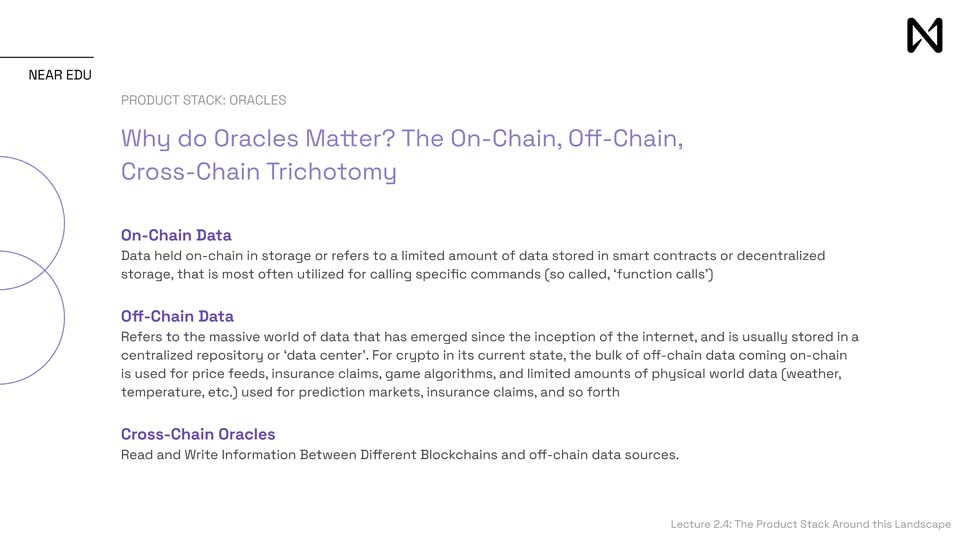 NEAR EDU
PRODUCT STACK: ORACLES
Why do Oracles Matter? The On-Chain, Off-Chain,
Cross-Chain Trichotomy
On-Chain Data
Data held on-chain in storage or refers to a limited amount of data stored in smart contracts or decentralized
storage, that is most often utilized for calling specific commands (so called, ‘function calls’)
Off-Chain Data
Refers to the massive world of data that has emerged since the inception of the internet, and is usually stored in a
centralized repository or ‘data center’. For crypto in its current state, the bulk of off-chain data coming on-chain
is used for price feeds, insurance claims, game algorithms, and limited amounts of physical world data (weather,
temperature, etc.) used for prediction markets, insurance claims, and so forth
Cross-Chain Oracles
Read and Write Information Between Different Blockchains and off-chain data sources.
Lecture 2.4: The Product Stack Around this Landscape